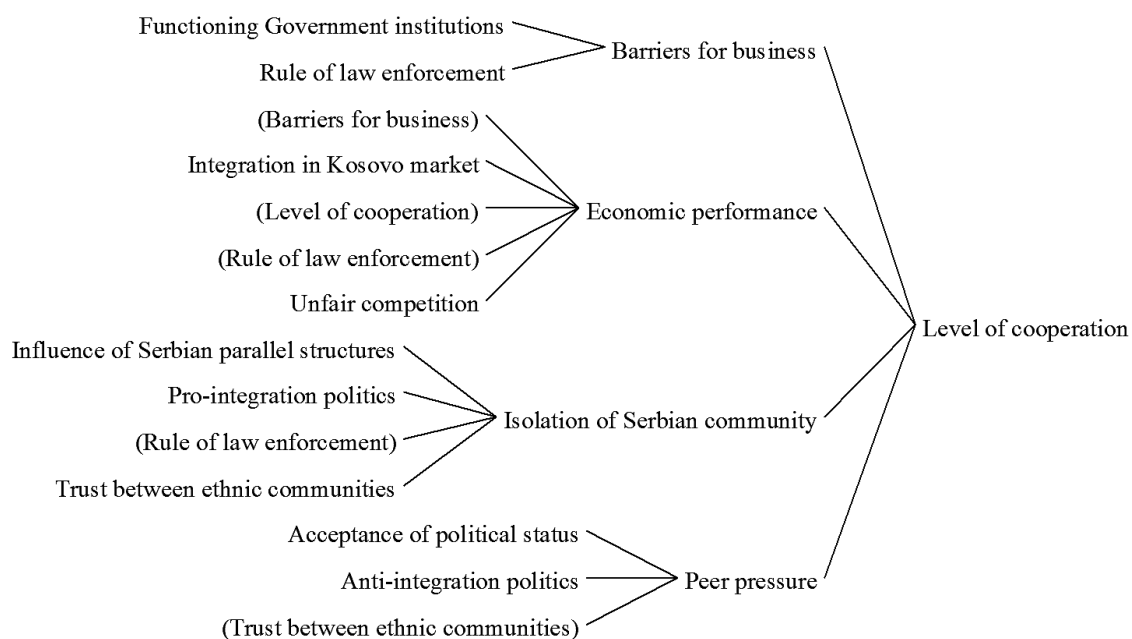 Functioning Government institutions
Rule of law enforcement
Barriers for business
(Barriers for business)
Integration in Kosovo market
(Level of cooperation)
(Rule of law enforcement)
Unfair competition
Economic performance
Influence of Serbian parallel structures
Pro-integration politics
(Rule of law enforcement)
Trust between ethnic communities
Isolation of Serbian community
Acceptance of political status
Anti-integration politics
(Trust between ethnic communities)
Peer pressure
Level of cooperation